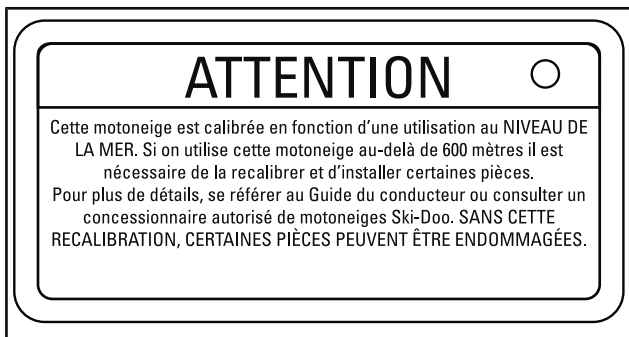 ATTENTION
Cette motoneige est calibrée en fonction d'une utilisation au NIVEAU DE
LA MER. Si on utilise cette motoneige au-delà de 600 mètres il est
nécessaire de la recalibrer et d'installer certaines pièces.
Pour plus de détails, se référer au Guide du conducteur ou consulter un
concessionnaire autorisé de motoneiges Ski-Doo. SANS CETTE
RECALIBRATION, CERTAINES PIÈCES PEUVENT ÊTRE ENDOMMAGÉES.